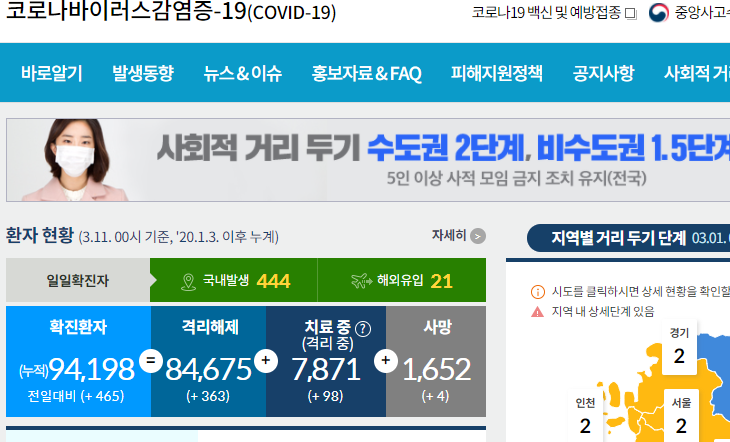 코로나바이러스감염증-19(COVID-19)
코로나19 백신 및 예방접종
중앙사고
바로알기 발생동향 뉴스 & 이슈 홍보자료 & FAQ 피해지원정책 공지사항 사회적 거
사회적 거리 두기 수도권 2단계, 비수도권 1.5단계
5인 이상 사적 모임 금지 조치 유지(전국)
환자 현황 (3.11. 00시 기준, '20.1.3. 이후 누계) 자세히 >
일일확진자 국내발생 444 해외유입 21
확진환자 격리해제 치료 중 ? 사망
(격리 중)
(누적)94,198 = 84,675 + 7,871 + 1,652
전일대비 (+ 465) (+ 363) (+ 98) (+ 4)
지역별 거리 두기 단계 03.01.
시도를 클릭하시면 상세 현황을 확인할
지역 내 상세단계 있음
경기
2
인천 서울
2 2